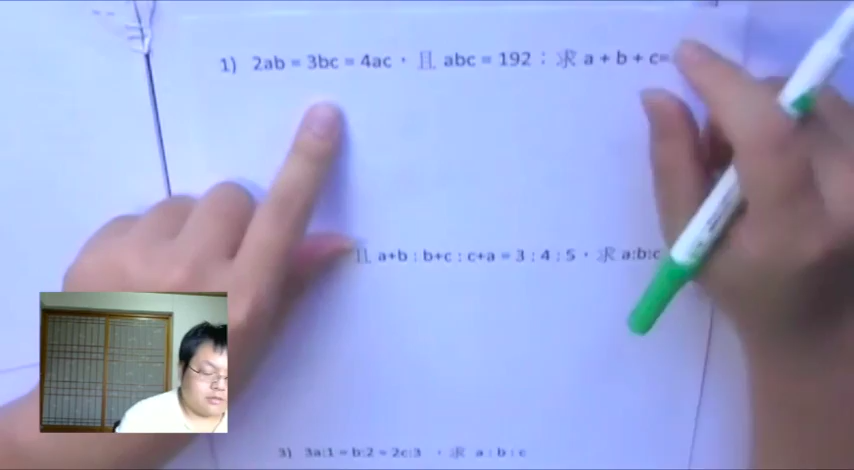 1) 2ab = 3bc = 4ac，且 abc = 192：求 a + b + c=
且 a+b : b+c : c+a = 3 : 4 : 5，求 a:b:c
3) 3a:1 = b:2 = 2c:3 ，求 a : b : c